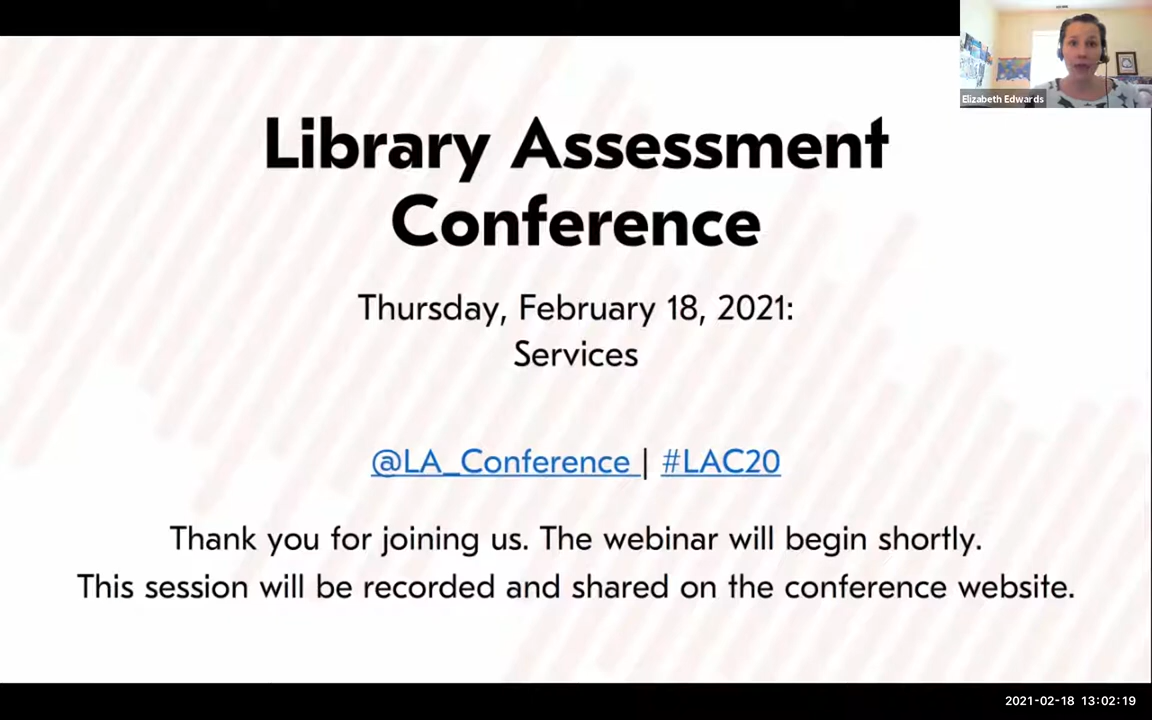 Elizabeth Edwards
Library Assessment
Conference
Thursday, February 18, 2021:
Services
@LA_Conference | #LAC20
Thank you for joining us. The webinar will begin shortly.
This session will be recorded and shared on the conference website.
2021-02-18 13:02:19